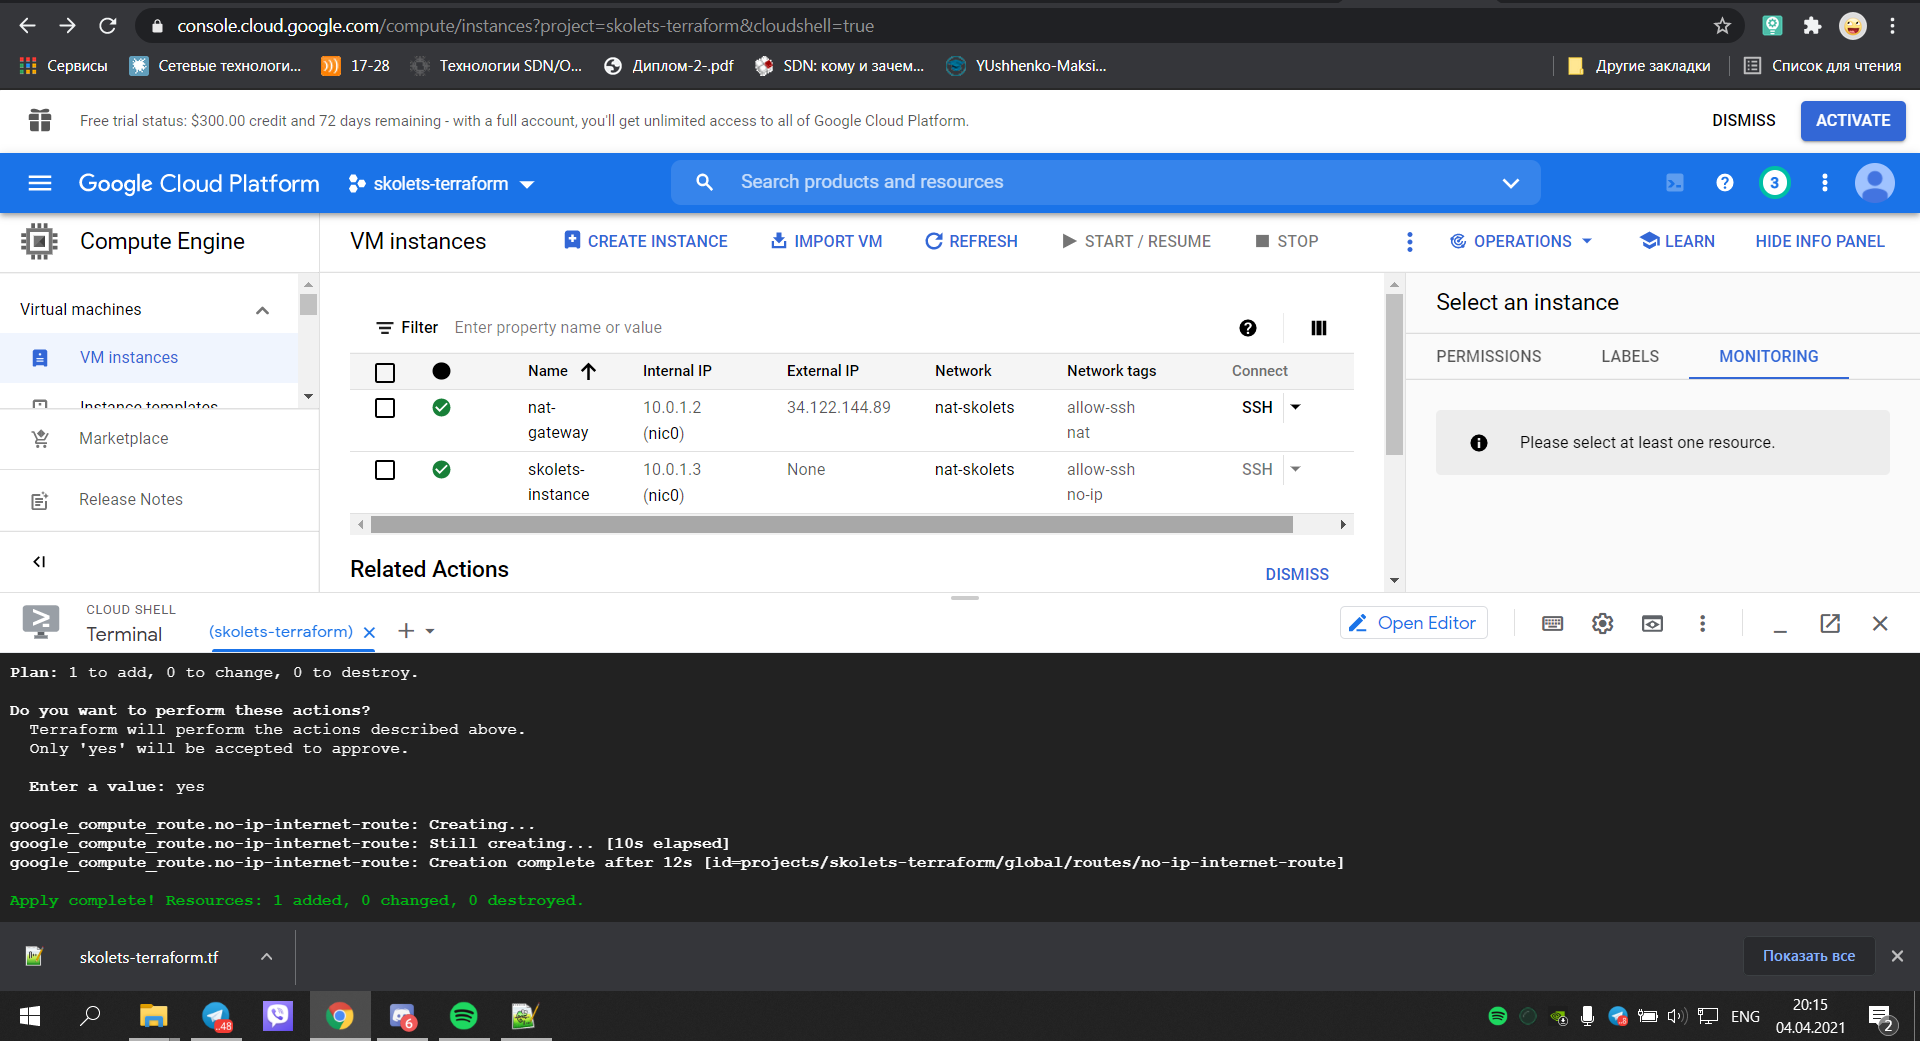 console.cloud.google.com/compute/instances?project=skolets-terraform&cloudshell=true
Сервисы Сетевые технологи... 17-28 Технологии SDN/O... Диплом-2-.pdf SDN: кому и зачем... YUshhenko-Maksi... Другие закладки Список для чтения
Free trial status: $300.00 credit and 72 days remaining - with a full account, you'll get unlimited access to all of Google Cloud Platform. DISMISS ACTIVATE
Google Cloud Platform skolets-terraform Search products and resources 3
Compute Engine VM instances CREATE INSTANCE IMPORT VM REFRESH START / RESUME STOP OPERATIONS LEARN HIDE INFO PANEL
Virtual machines
VM instances
Instance templates
Marketplace
Release Notes
Filter Enter property name or value
Name Internal IP External IP Network Network tags Connect
nat- 10.0.1.2 34.122.144.89 nat-skolets allow-ssh SSH
gateway (nic0) nat
skolets- 10.0.1.3 None nat-skolets allow-ssh SSH
instance (nic0) no-ip
Related Actions DISMISS
Select an instance
PERMISSIONS LABELS MONITORING
Please select at least one resource.
CLOUD SHELL
Terminal (skolets-terraform) Open Editor
Plan: 1 to add, 0 to change, 0 to destroy.
Do you want to perform these actions?
Terraform will perform the actions described above.
Only 'yes' will be accepted to approve.
Enter a value: yes
google_compute_route.no-ip-internet-route: Creating...
google_compute_route.no-ip-internet-route: Still creating... [10s elapsed]
google_compute_route.no-ip-internet-route: Creation complete after 12s [id=projects/skolets-terraform/global/routes/no-ip-internet-route]
Apply complete! Resources: 1 added, 0 changed, 0 destroyed.
skolets-terraform.tf Показать все
..48 6 ENG 20:15
04.04.2021 2